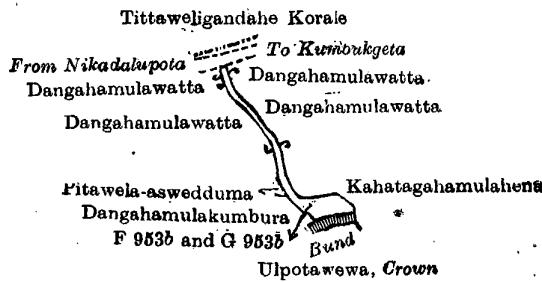 Tittaweligandahe Korale
To Kumbukgeta
From Nikadalupota
Dangahamulawatta
Dangahamulawatta
Dangahamulawatta
Dangahamulawatta
Pitawela-aswedduma
Kahatagahamulahena
Dangahamulakumbura
F 953b and G 953b
Bund
Ulpotawewa, Crown